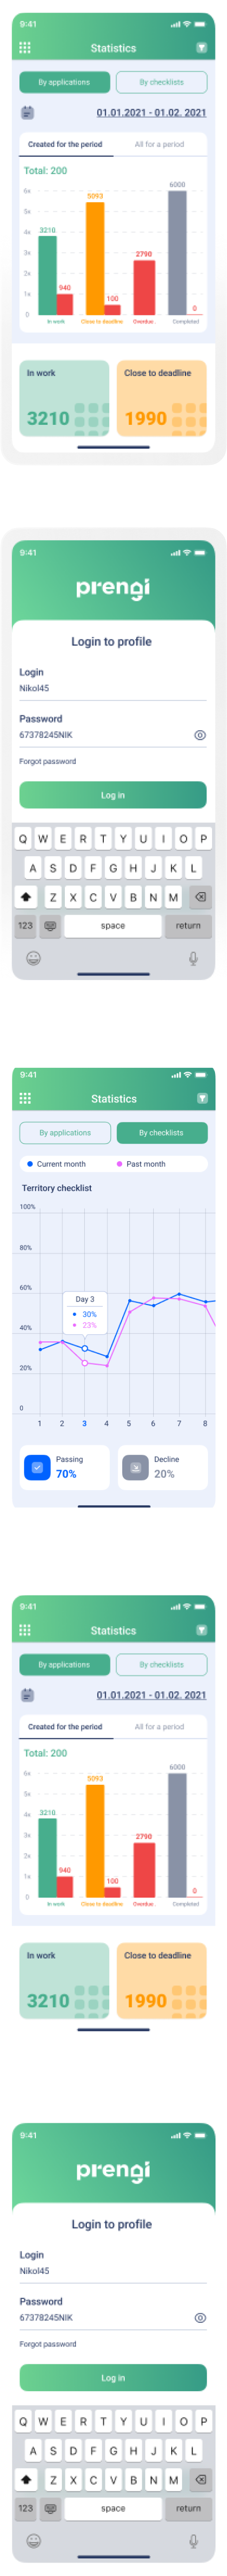 9:41
Statistics
By applications
By checklists
01.01.2021 - 01.02. 2021
Created for the period
All for a period
Total: 200
6к
6000
5093
5к
4к
3210
3к
2790
2к
1к
940
100
0
0
In work
Close to deadline
Overdue
Completed
In work
Close to deadline
3210
1990
9:41
prengi
Login to profile
Login
Nikol45
Password
67378245NIK
Forgot password
Log in
Q W E R T Y U I O P
A S D F G H J K L
Z X C V B N M
123
space
return
9:41
Statistics
By applications
By checklists
Current month
Past month
Territory checklist
100%
80%
60%
Day 3
30%
23%
40%
20%
0
1 2 3 4 5 6 7 8
Passing
70%
Decline
20%
9:41
Statistics
By applications
By checklists
01.01.2021 - 01.02. 2021
Created for the period
All for a period
Total: 200
6к
6000
5093
5к
4к
3210
3к
2790
2к
1к
940
100
0
0
In work
Close to deadline
Overdue
Completed
In work
Close to deadline
3210
1990
9:41
prengi
Login to profile
Login
Nikol45
Password
67378245NIK
Forgot password
Log in
Q W E R T Y U I O P
A S D F G H J K L
Z X C V B N M
123
space
return